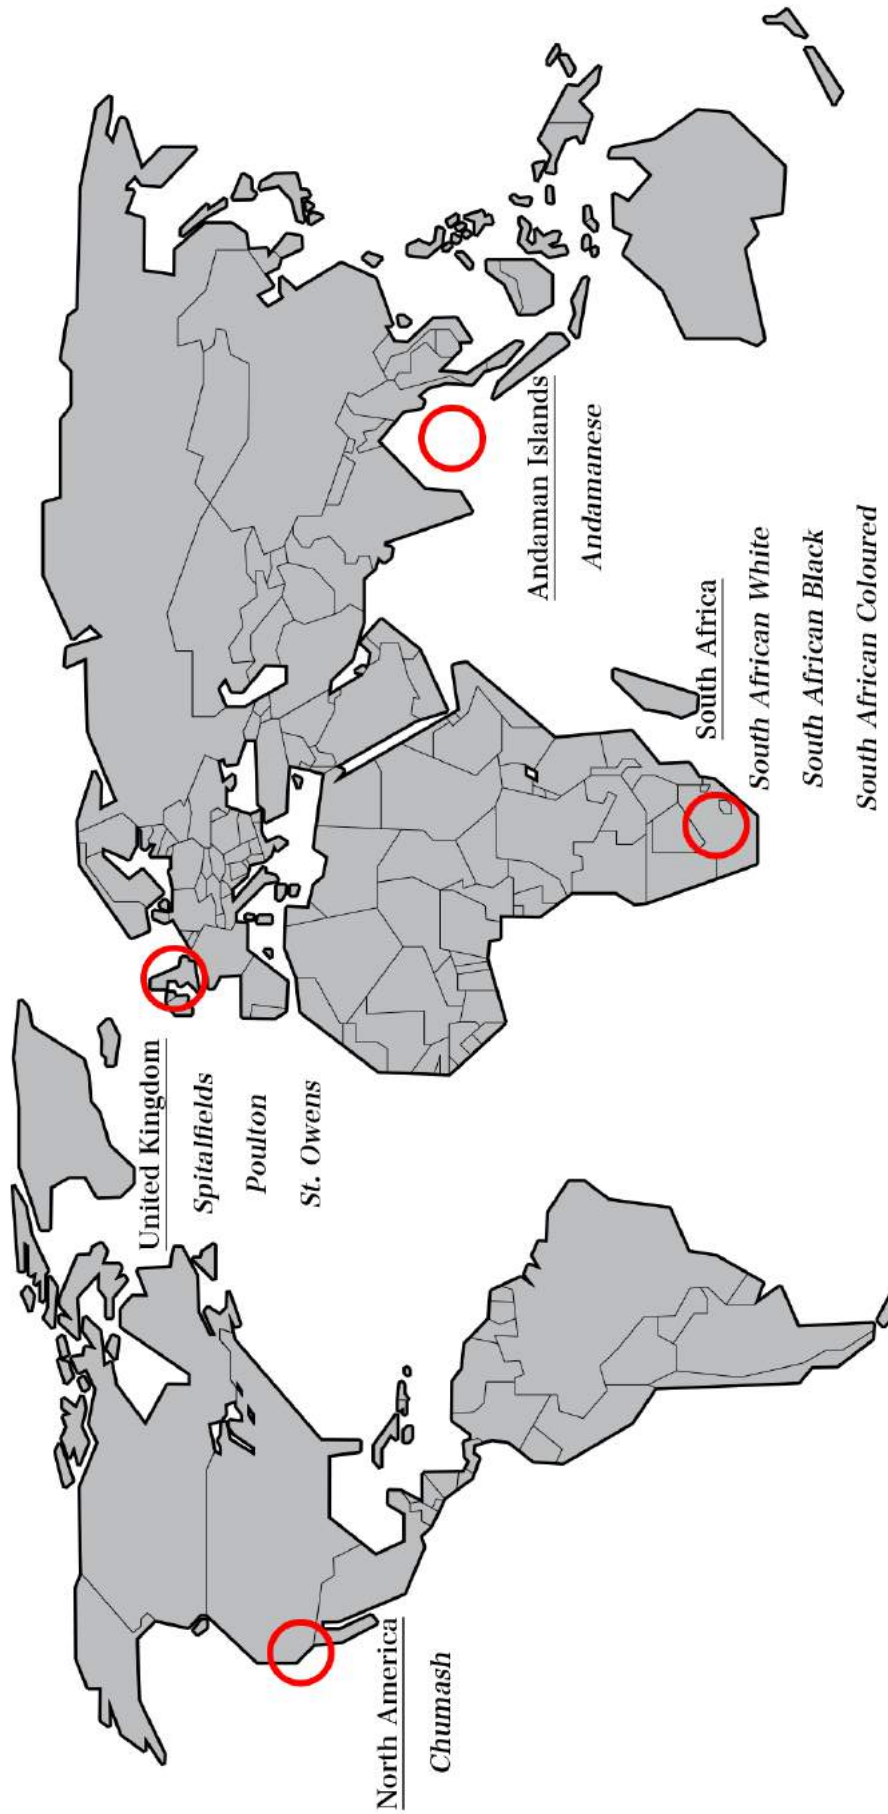 North America
Chumash
United Kingdom
Spitalfields
Poulton
St. Owens
South Africa
South African White
South African Black
South African Coloured
Andaman Islands
Andamanese